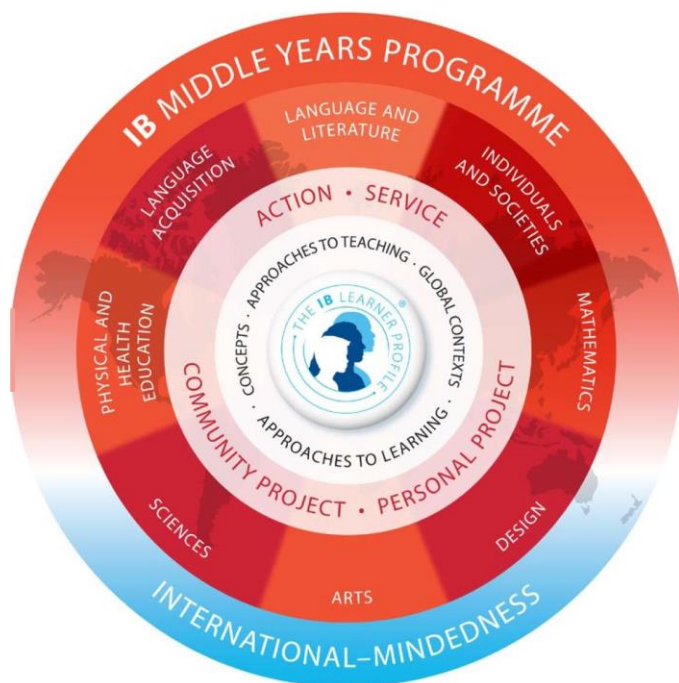 IB MIDDLE YEARS PROGRAMME
LANGUAGE AND
LITERATURE
INDIVIDUALS
AND SOCIETIES
MATHEMATICS
DESIGN
ARTS
SCIENCES
PHYSICAL AND
HEALTH
EDUCATION
LANGUAGE
ACQUISITION
ACTION • SERVICE
PERSONAL PROJECT
COMMUNITY PROJECT •
APPROACHES TO TEACHING ·
GLOBAL CONTEXTS ·
APPROACHES TO LEARNING ·
CONCEPTS ·
• THE IB LEARNER PROFILE •
®
INTERNATIONAL–MINDEDNESS